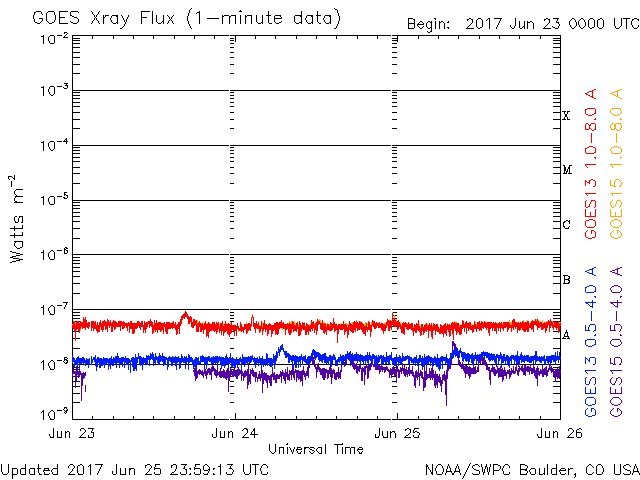 GOES Xray Flux (1-minute data)
Begin: 2017 Jun 23 0000 UTC
10-2
10-3
10-4
10-5
10-6
10-7
10-8
10-9
Watts m-2
X
M
C
B
A
GOES13 1.0-8.0 A
GOES15 1.0-8.0 A
GOES13 0.5-4.0 A
GOES15 0.5-4.0 A
Jun 23 Jun 24 Jun 25 Jun 26
Universal Time
Updated 2017 Jun 25 23:59:13 UTC NOAA/SWPC Boulder, CO USA